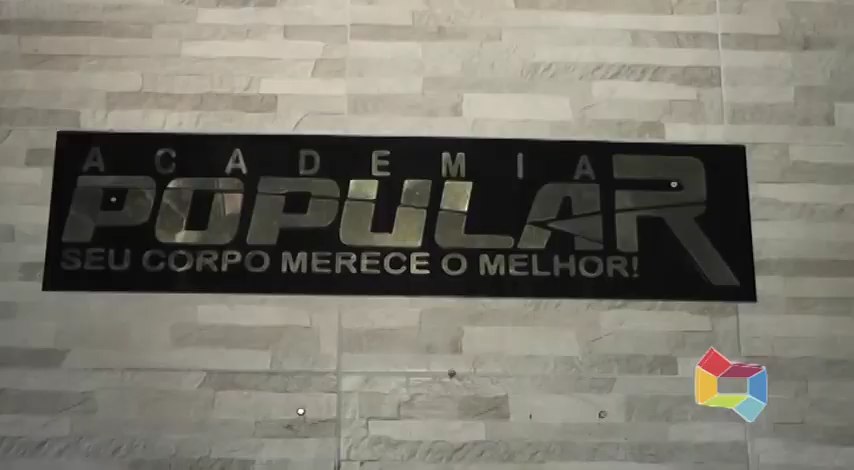 ACADEMIA
POPULAR
SEU CORPO MERECE O MELHOR!